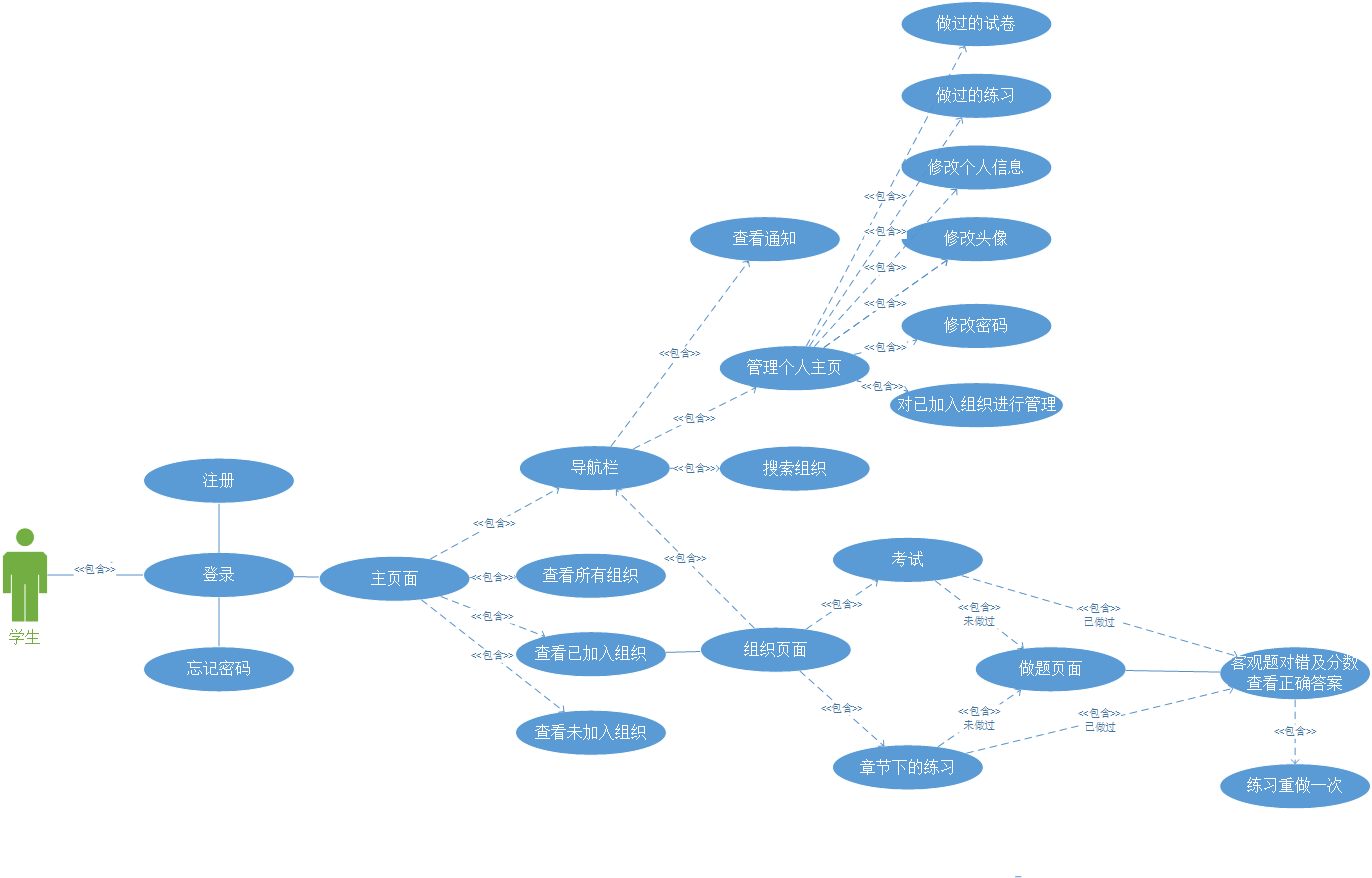 做过的试卷
做过的练习
修改个人信息
<<包含>>
查看通知
<<包含>>
修改头像
<<包含>>
<<包含>>
修改密码
<<包含>>
<<包含>>
管理个人主页
<<包含>>
对已加入组织进行管理
<<包含>>
导航栏
<<包含>>
搜索组织
注册
<<包含>>
<<包含>>
考试
<<包含>>
登录
主页面
<<包含>>
查看所有组织
学生
<<包含>>
<<包含>>
<<包含>>
未做过
<<包含>>
已做过
查看已加入组织
组织页面
<<包含>>
忘记密码
做题页面
客观题对错及分数
查看正确答案
<<包含>>
<<包含>>
未做过
<<包含>>
已做过
查看未加入组织
<<包含>>
章节下的练习
练习重做一次